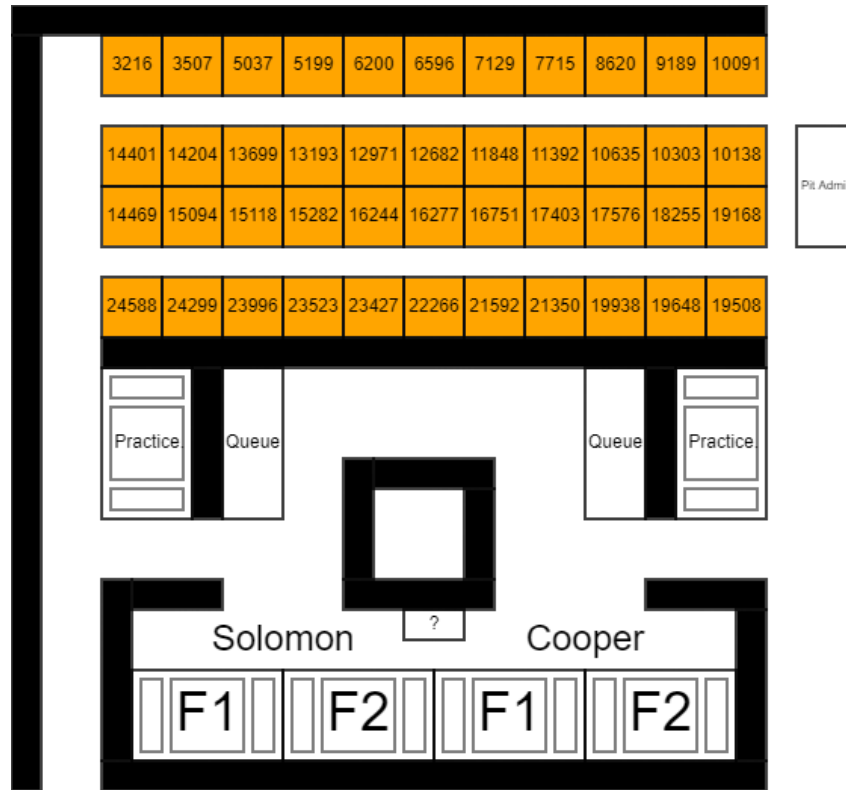 3216 3507 5037 5199 6200 6596 7129 7715 8620 9189 10091
14401 14204 13699 13193 12971 12682 11848 11392 10635 10303 10138
Pit Admi
14469 15094 15118 15282 16244 16277 16751 17403 17576 18255 19168
24588 24299 23996 23523 23427 22266 21592 21350 19938 19648 19508
Practice. Queue Queue Practice.
?
Solomon Cooper
F1 F2 F1 F2